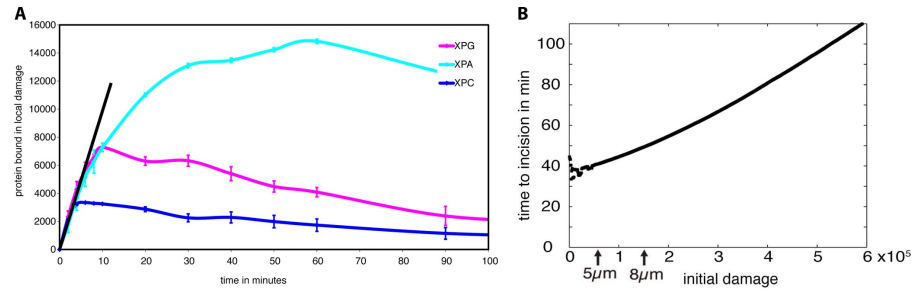 A
16000
14000
12000
10000
8000
6000
4000
2000
0
protein bound in local damage
0 10 20 30 40 50 60 70 80 90 100
time in minutes
XPG
XPA
XPC
B
100
80
60
40
20
0
time to incision in min
0 1 2 3 4 5 6 x10⁵
5μm 8μm
initial damage